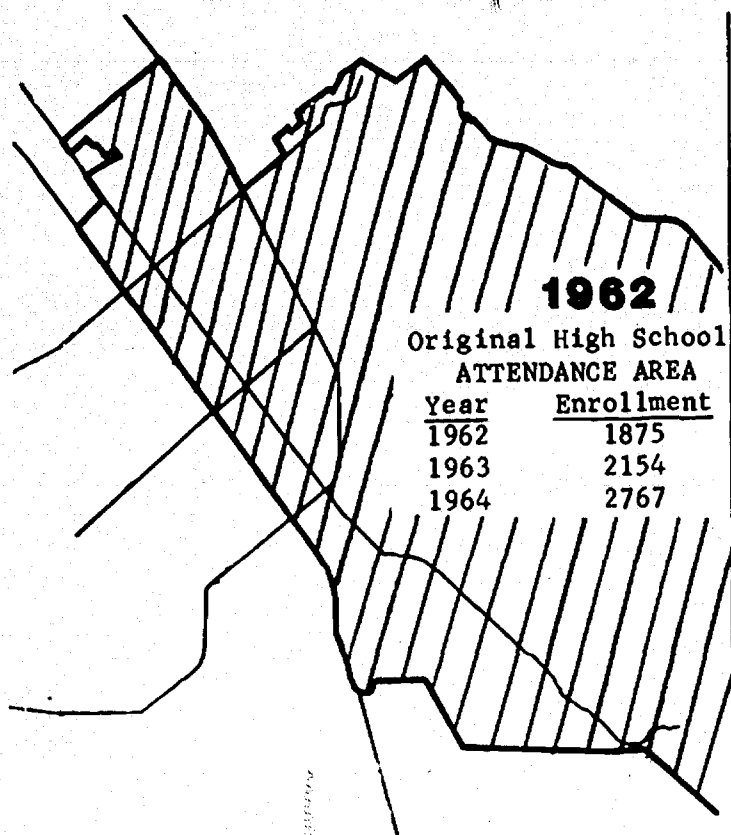 1962
Original High School
ATTENDANCE AREA
Year Enrollment
1962 1875
1963 2154
1964 2767